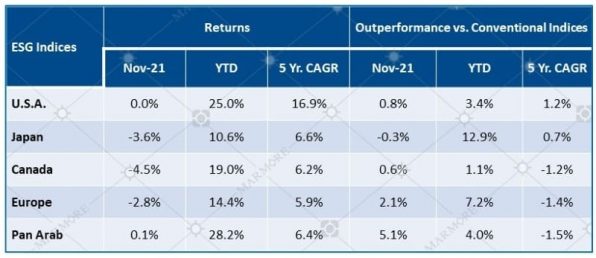 ESG Indices Returns Outperformance vs. Conventional Indices
Nov-21 YTD 5 Yr. CAGR Nov-21 YTD 5 Yr. CAGR
U.S.A. 0.0% 25.0% 16.9% 0.8% 3.4% 1.2%
Japan -3.6% 10.6% 6.6% -0.3% 12.9% 0.7%
Canada -4.5% 19.0% 6.2% 0.6% 1.1% -1.2%
Europe -2.8% 14.4% 5.9% 2.1% 7.2% -1.4%
Pan Arab 0.1% 28.2% 6.4% 5.1% 4.0% -1.5%
MARMORE
MARMORE
MARMORE
MARMORE